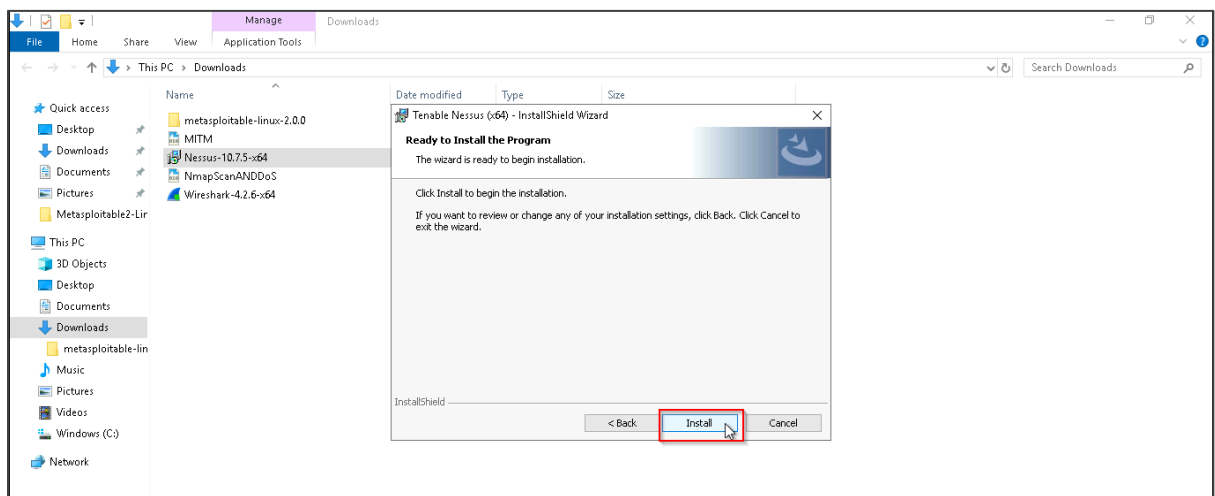 Manage
Downloads
File
Home
Share
View
Application Tools
This PC > Downloads
Search Downloads
Name
Date modified
Type
Size
Quick access
Desktop
Downloads
Documents
Pictures
Metasploitable2-Lir
This PC
3D Objects
Desktop
Documents
Downloads
metasploitable-lin
Music
Pictures
Videos
Windows (C:)
Network
metasploitable-linux-2.0.0
MITM
Nessus-10.7.5-x64
NmapScanANDDoS
Wireshark-4.2.6-x64
Tenable Nessus (x64) - InstallShield Wizard
Ready to Install the Program
The wizard is ready to begin installation.
Click Install to begin the installation.
If you want to review or change any of your installation settings, click Back. Click Cancel to
exit the wizard.
InstallShield
< Back
Install
Cancel